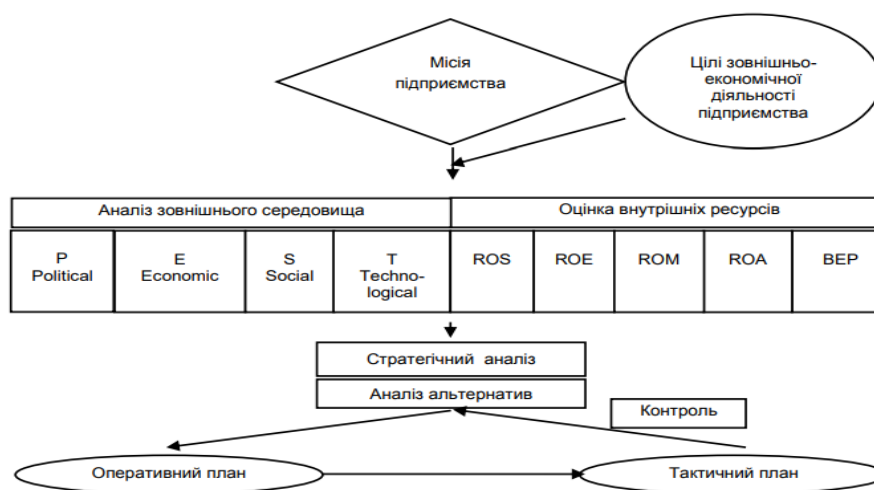 Місія
підприємства
Цілі зовнішньо-
економічної
діяльності
підприємства
Аналіз зовнішнього середовища
Оцінка внутрішніх ресурсів
P
Political
E
Economic
S
Social
T
Techno-
logical
ROS
ROE
ROM
ROA
BEP
Стратегічний аналіз
Аналіз альтернатив
Контроль
Оперативний план
Тактичний план